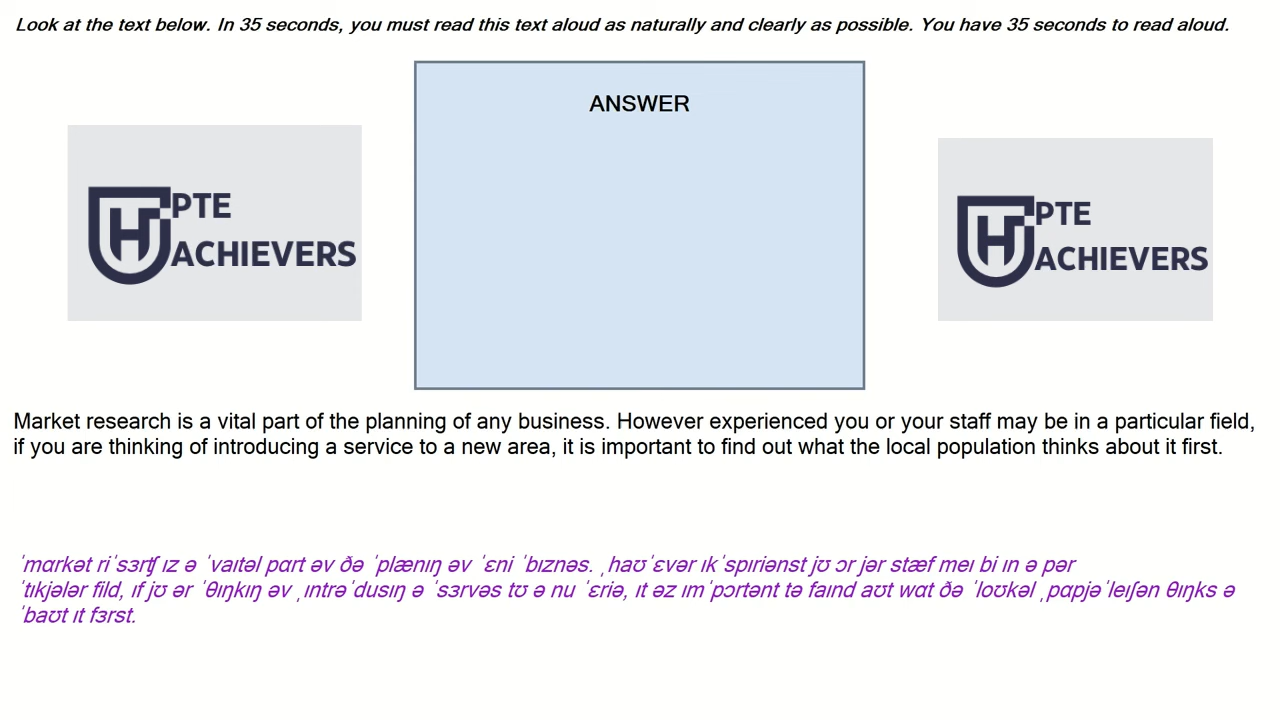 Look at the text below. In 35 seconds, you must read this text aloud as naturally and clearly as possible. You have 35 seconds to read aloud.
ANSWER
PTE
ACHIEVERS
PTE
ACHIEVERS
Market research is a vital part of the planning of any business. However experienced you or your staff may be in a particular field,
if you are thinking of introducing a service to a new area, it is important to find out what the local population thinks about it first.
ˈmɑrkət riˈsɜrʧ ɪz ə ˈvaɪtəl pɑrt əv ðə ˈplænɪŋ əv ˈɛni ˈbɪznəs. ˌhaʊˈɛvər ɪkˈspɪriənst jʊ ɔr jər stæf meɪ bi ɪn ə pər
ˈtɪkjələr fild, ɪf jʊ ər ˈθɪŋkɪŋ əv ˌɪntrəˈdusɪŋ ə ˈsɜrvəs tʊ ə nu ˈɛriə, ɪt əz ɪmˈpɔrtənt tə faɪnd aʊt wɑt ðə ˈloʊkəl ˌpɑpjəˈleɪʃən θɪŋks ə
ˈbaʊt ɪt fɜrst.